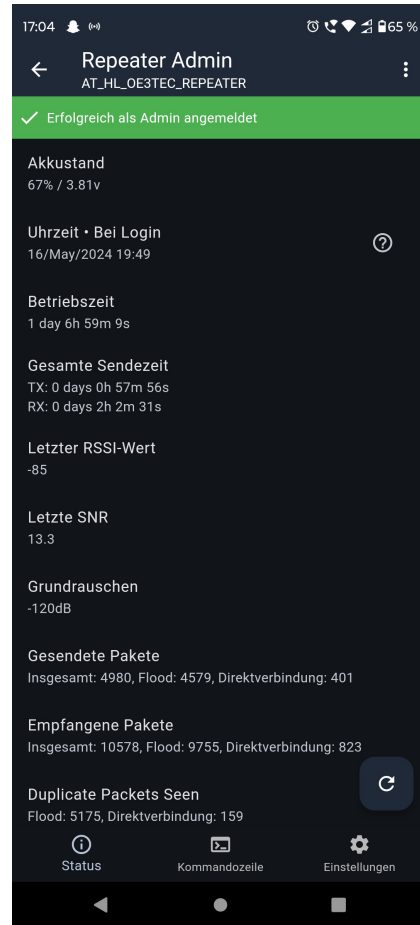 17:04
65 %
Repeater Admin
AT_HL_OE3TEC_REPEATER
Erfolgreich als Admin angemeldet
Akkustand
67% / 3.81v
Uhrzeit • Bei Login
16/May/2024 19:49
Betriebszeit
1 day 6h 59m 9s
Gesamte Sendezeit
TX: 0 days 0h 57m 56s
RX: 0 days 2h 2m 31s
Letzter RSSI-Wert
-85
Letzte SNR
13.3
Grundrauschen
-120dB
Gesendete Pakete
Insgesamt: 4980, Flood: 4579, Direktverbindung: 401
Empfangene Pakete
Insgesamt: 10578, Flood: 9755, Direktverbindung: 823
Duplicate Packets Seen
Flood: 5175, Direktverbindung: 159
Status
Kommandozeile
Einstellungen